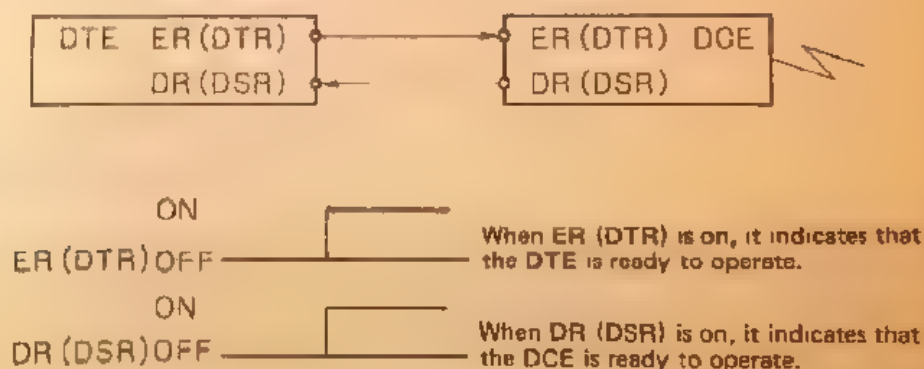 DTE ER (DTR) ER (DTR) DCE
DR (DSR) DR (DSR)
ON
ER (DTR) OFF
When ER (DTR) is on, it indicates that
the DTE is ready to operate.
ON
DR (DSR) OFF
When DR (DSR) is on, it indicates that
the DCE is ready to operate.